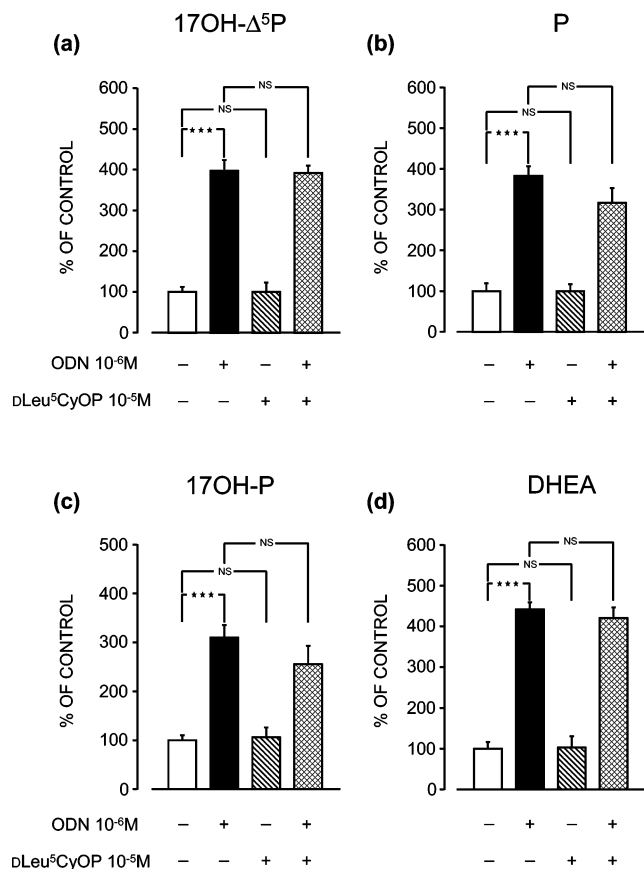 (a) 17OH-Δ⁵P
% OF CONTROL
600
500
400
300
200
100
0
NS
NS
***
ODN 10⁻⁶M – + – +
DLeu⁵CyOP 10⁻⁵M – – + +
(b) P
% OF CONTROL
600
500
400
300
200
100
0
NS
NS
***
– + – +
– – + +
(c) 17OH-P
% OF CONTROL
500
400
300
200
100
0
NS
NS
***
ODN 10⁻⁶M – + – +
DLeu⁵CyOP 10⁻⁵M – – + +
(d) DHEA
% OF CONTROL
600
500
400
300
200
100
0
NS
NS
***
– + – +
– – + +